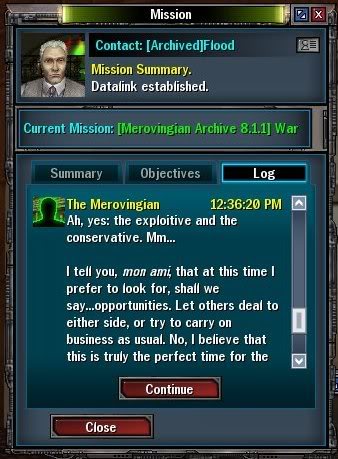 Mission
Contact: [Archived]Flood
Mission Summary.
Datalink established.
Current Mission: [Merovingian Archive 8.1.1] War
Summary
Objectives
Log
The Merovingian 12:36:20 PM
Ah, yes: the exploitive and the
conservative. Mm...
I tell you, mon ami, that at this time I
prefer to look for, shall we
say...opportunities. Let others deal to
either side, or try to carry on
business as usual. No, I believe that
this is truly the perfect time for the
Continue
Close